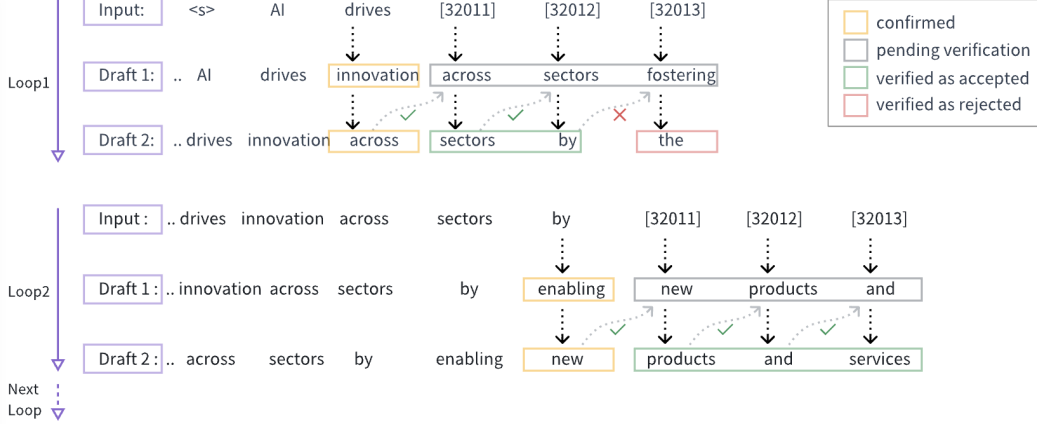 Input: <s> AI drives [32011] [32012] [32013]
confirmed
pending verification
verified as accepted
verified as rejected
Loop1
Draft 1: .. AI drives innovation across sectors fostering
Draft 2: .. drives innovation across sectors by the
Input : .. drives innovation across sectors by [32011] [32012] [32013]
Loop2
Draft 1 : .. innovation across sectors by enabling new products and
Draft 2 : .. across sectors by enabling new products and services
Next
Loop